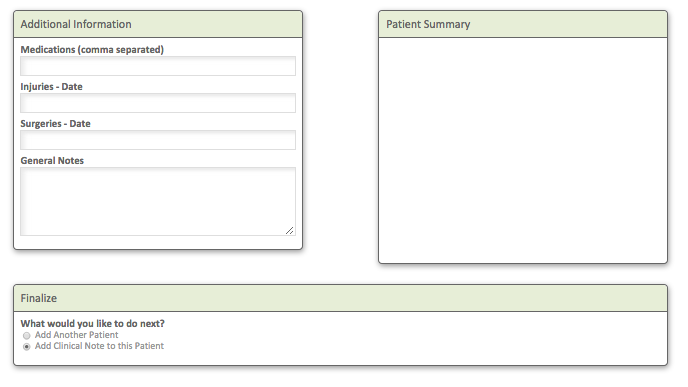 Additional Information
Medications (comma separated)
Injuries - Date
Surgeries - Date
General Notes
Patient Summary
Finalize
What would you like to do next?
Add Another Patient
Add Clinical Note to this Patient